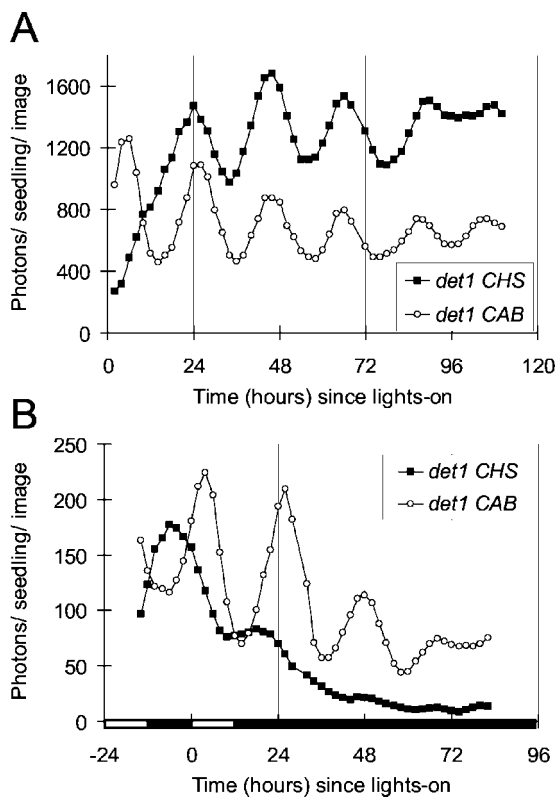 A
Photons/ seedling/ image
1600
1200
800
400
0
det1 CHS
det1 CAB
0 24 48 72 96 120
Time (hours) since lights-on
B
Photons/ seedling/ image
250
200
150
100
50
0
det1 CHS
det1 CAB
-24 0 24 48 72 96
Time (hours) since lights-on